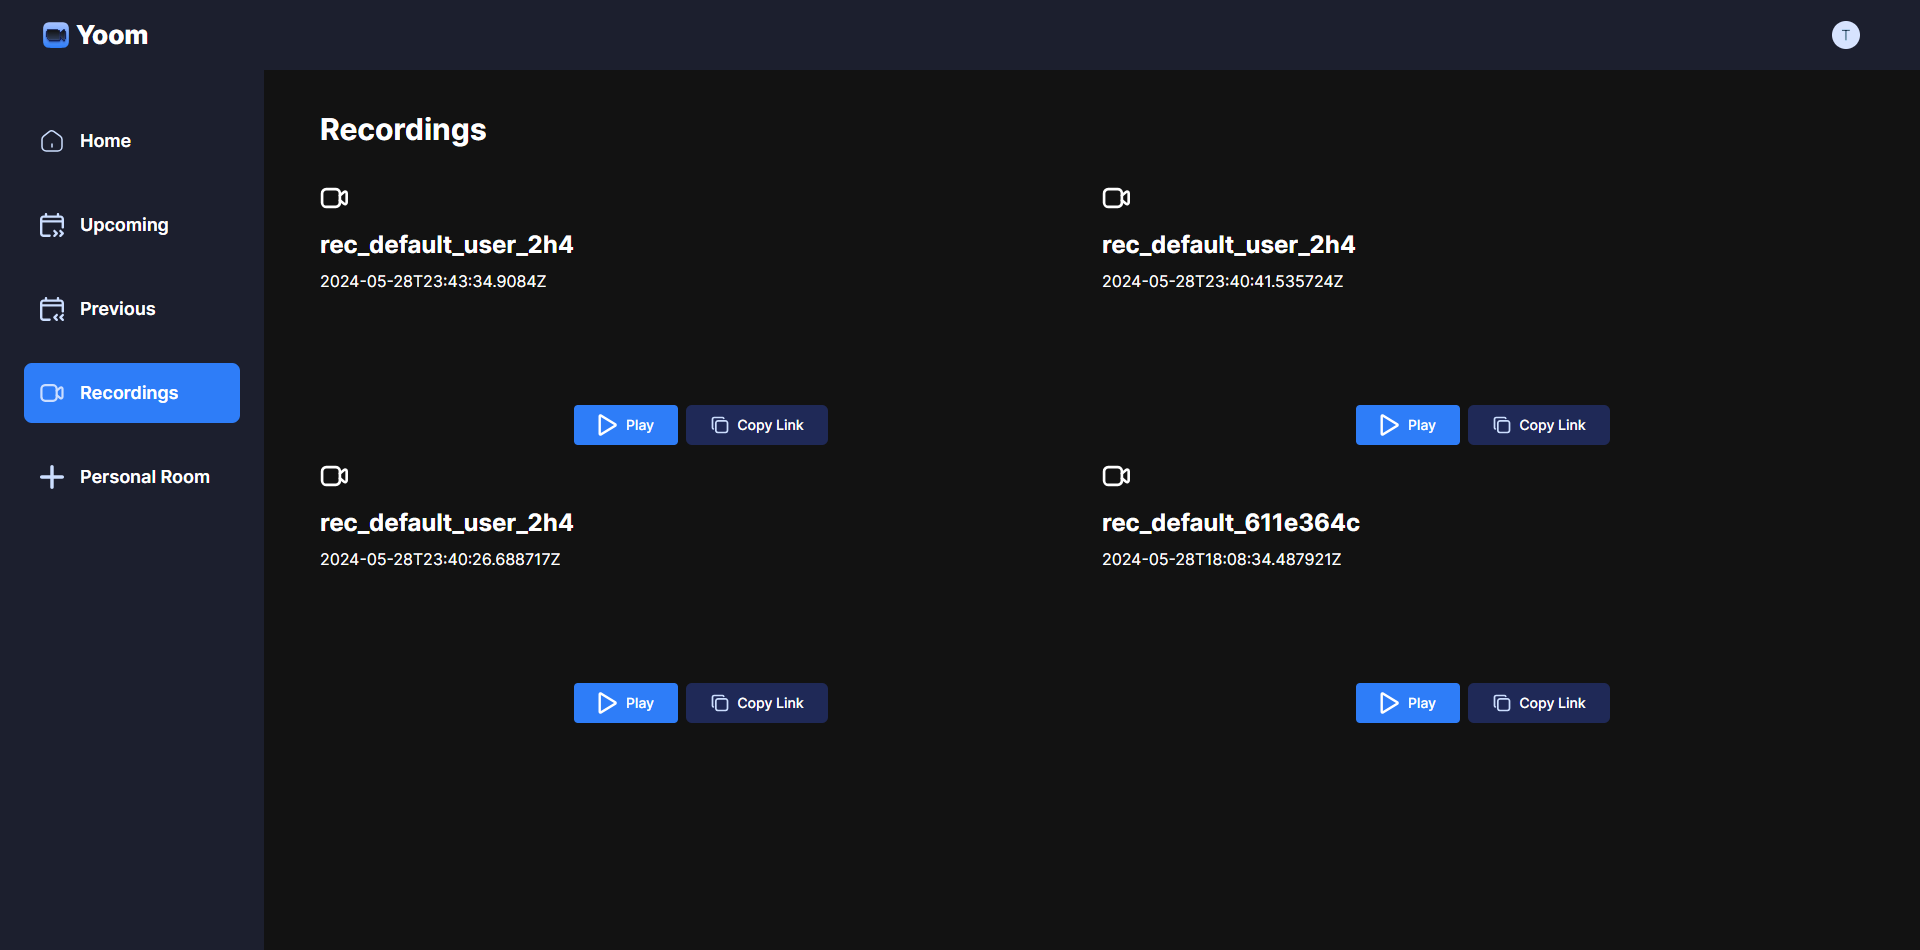 Yoom
T
Home
Upcoming
Previous
Recordings
Personal Room
Recordings
rec_default_user_2h4
2024-05-28T23:43:34.9084Z
Play
Copy Link
rec_default_user_2h4
2024-05-28T23:40:41.535724Z
Play
Copy Link
rec_default_user_2h4
2024-05-28T23:40:26.688717Z
Play
Copy Link
rec_default_611e364c
2024-05-28T18:08:34.487921Z
Play
Copy Link